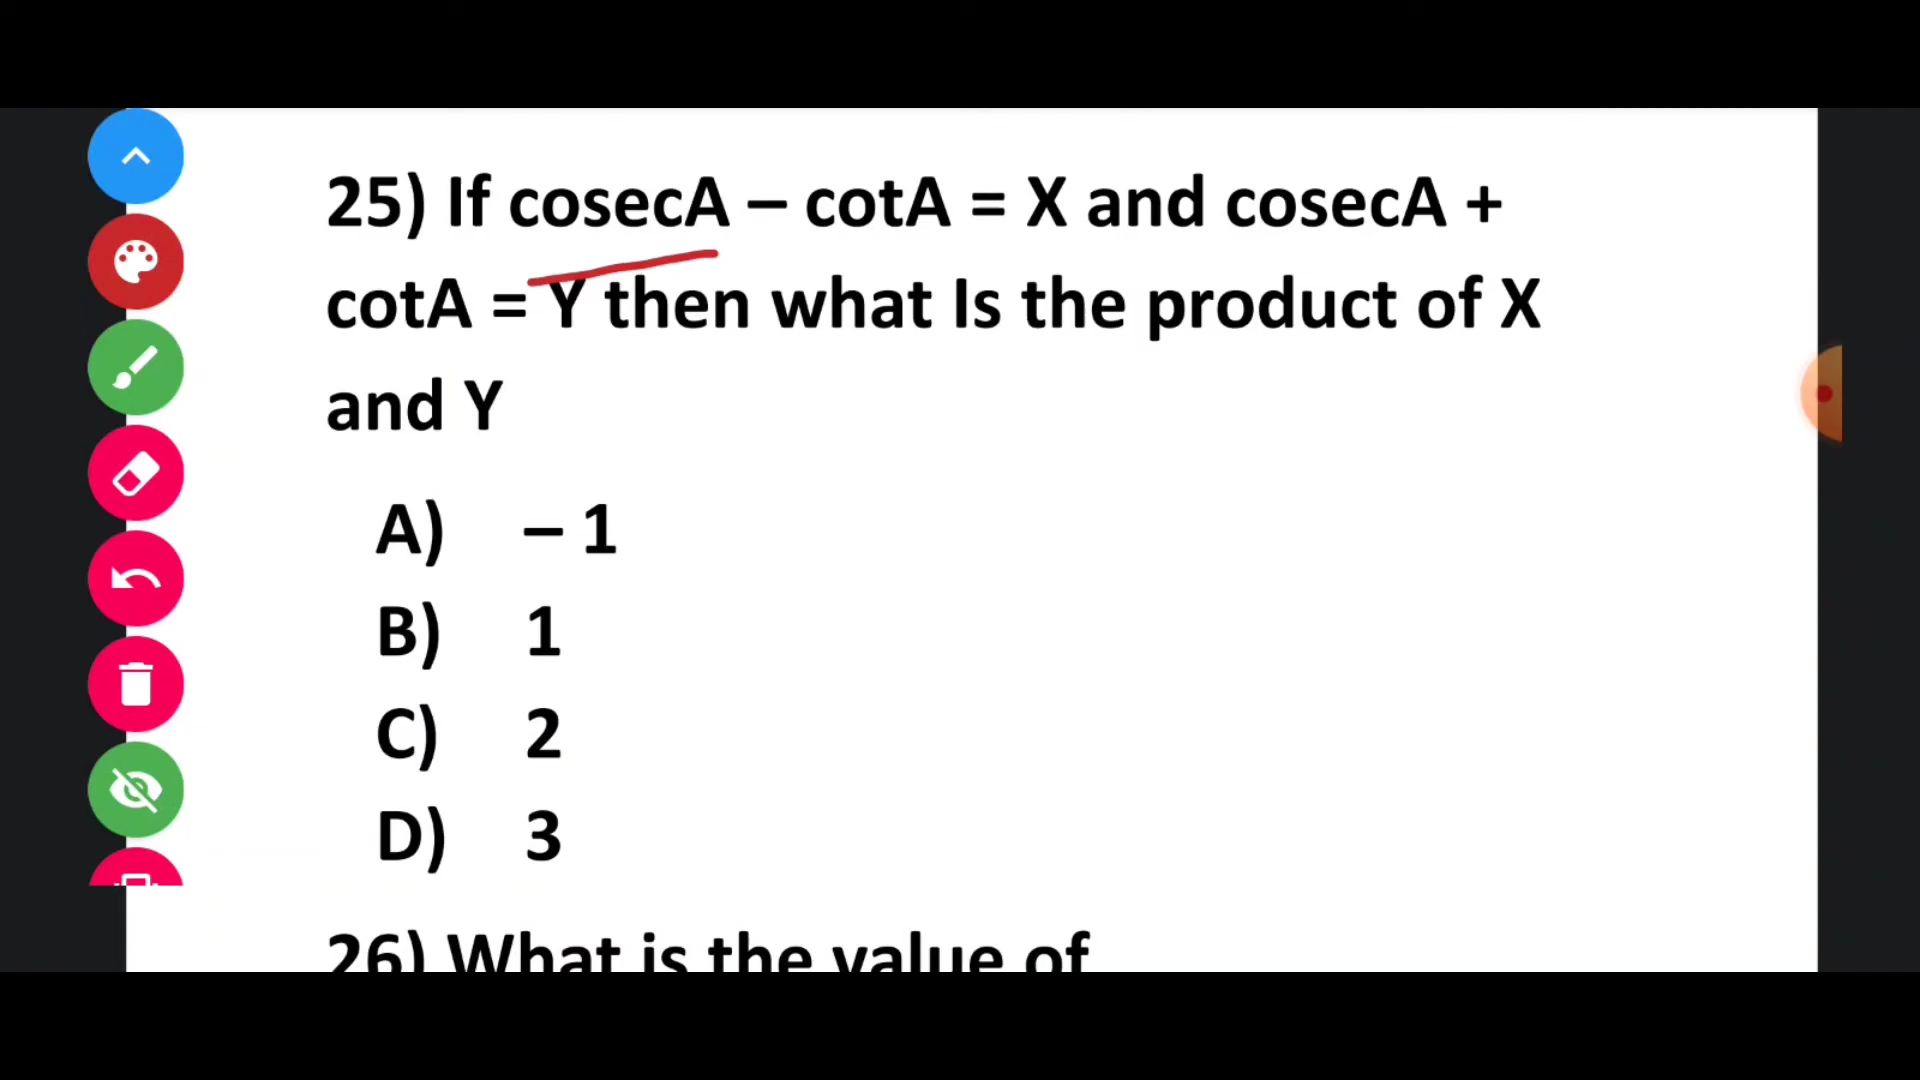 25) If cosecA – cotA = X and cosecA +
cotA = Y then what Is the product of X
and Y
A) – 1
B) 1
C) 2
D) 3
26) What is the value of